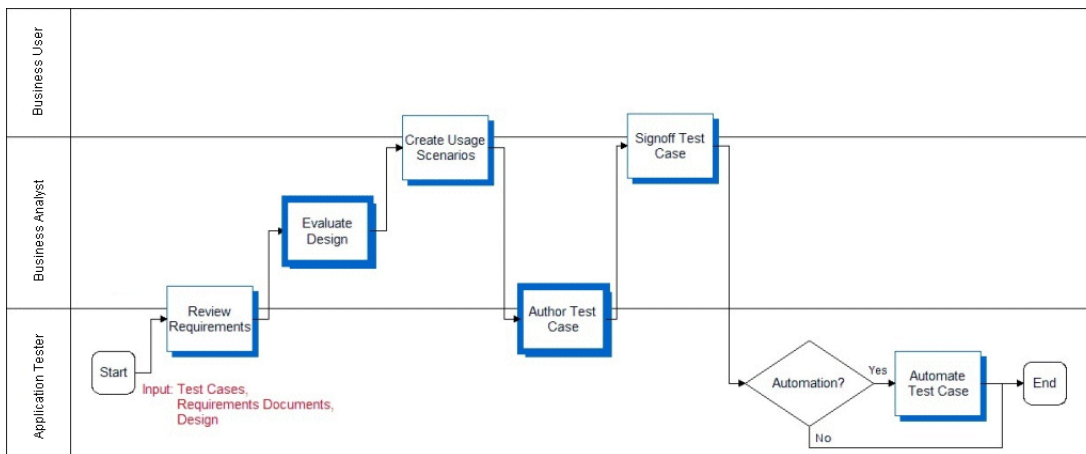 Business User
Business Analyst
Application Tester
Start
Review
Requirements
Input: Test Cases,
Requirements Documents,
Design
Evaluate
Design
Create Usage
Scenarios
Author Test
Case
Signoff Test
Case
Automation?
Yes
No
Automate
Test Case
End